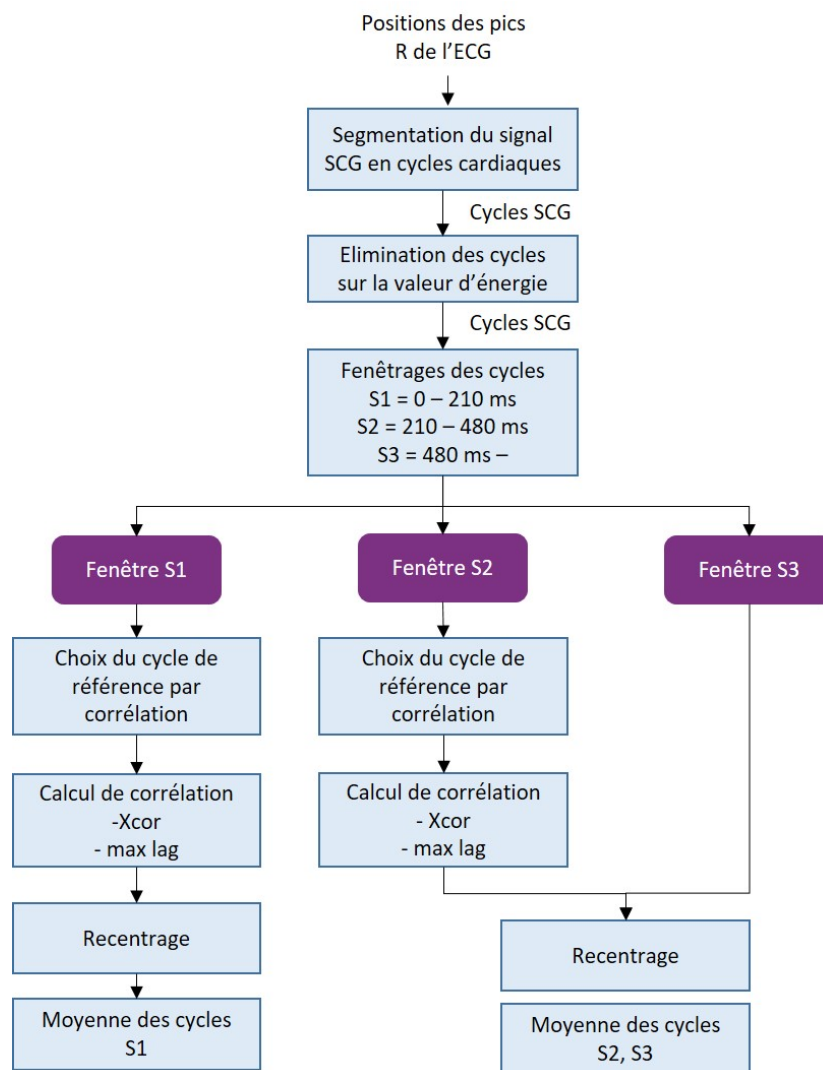 Positions des pics
R de l'ECG
Segmentation du signal
SCG en cycles cardiaques
Cycles SCG
Elimination des cycles
sur la valeur d'énergie
Cycles SCG
Fenêtrages des cycles
S1 = 0 – 210 ms
S2 = 210 – 480 ms
S3 = 480 ms –
Fenêtre S1
Fenêtre S2
Fenêtre S3
Choix du cycle de
référence par
corrélation
Choix du cycle de
référence par
corrélation
Calcul de corrélation
-Xcor
- max lag
Calcul de corrélation
- Xcor
- max lag
Recentrage
Recentrage
Moyenne des cycles
S1
Moyenne des cycles
S2, S3